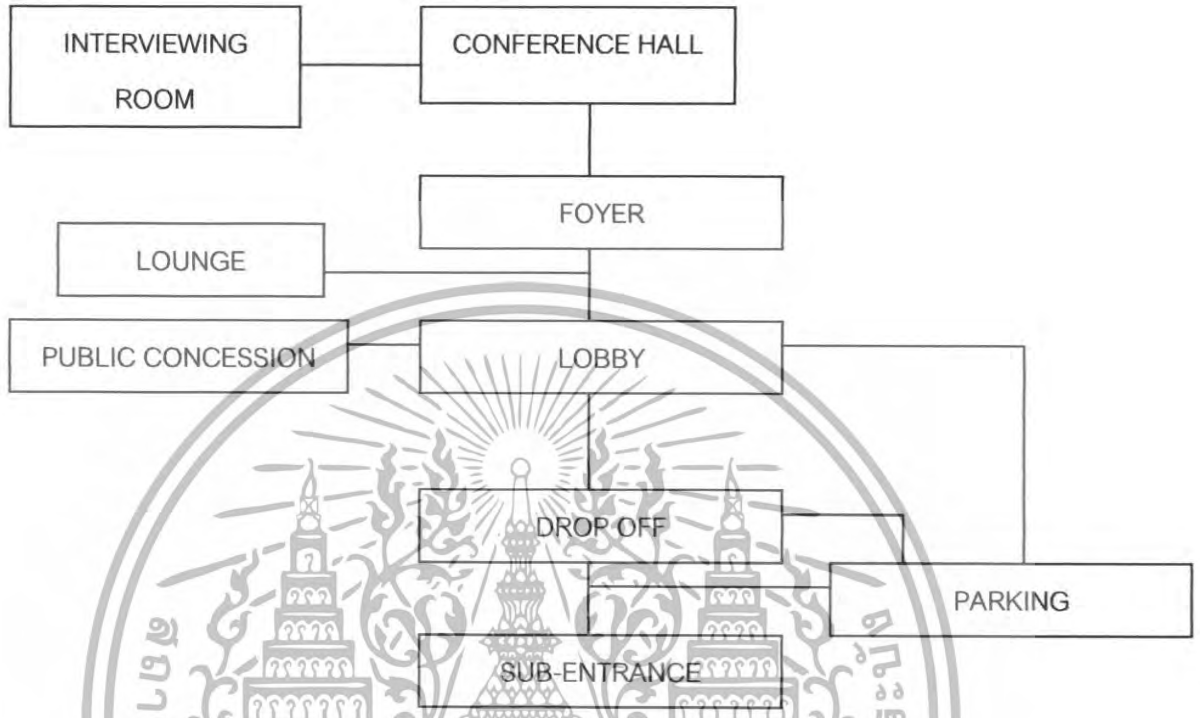 INTERVIEWING
ROOM
CONFERENCE HALL
FOYER
LOUNGE
PUBLIC CONCESSION
LOBBY
DROP OFF
PARKING
SUB-ENTRANCE